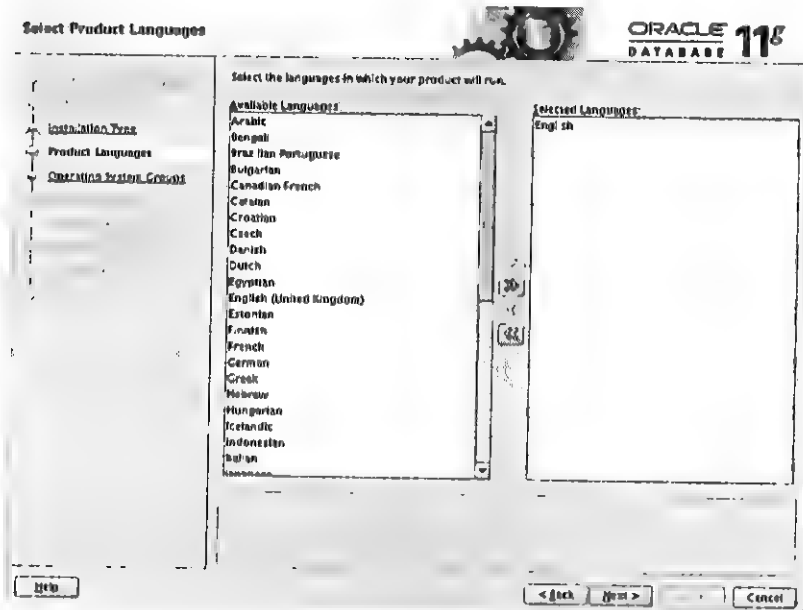 Select Product Languages
ORACLE
DATABASE 11g
Select the languages in which your product will run.
Installation Type
Product Languages
Operating System Groups
Available Languages:
Arabic
Bengali
Brazilian Portuguese
Bulgarian
Canadian French
Catalan
Croatian
Czech
Danish
Dutch
Egyptian
English (United Kingdom)
Estonian
Finnish
French
German
Greek
Hebrew
Hungarian
Icelandic
Indonesian
Italian
Japanese
Selected Languages:
English
>>
<
<<
Help
< Back
Next >
Cancel